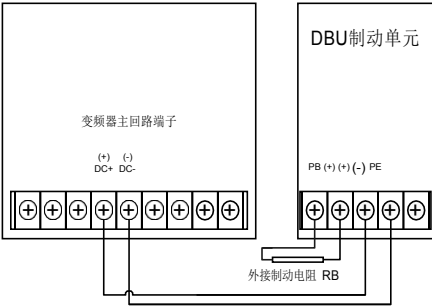 DBU制动单元
变频器主回路端子
(+) (-)
DC+ DC-
PB (+) (+) (-) PE
外接制动电阻 RB